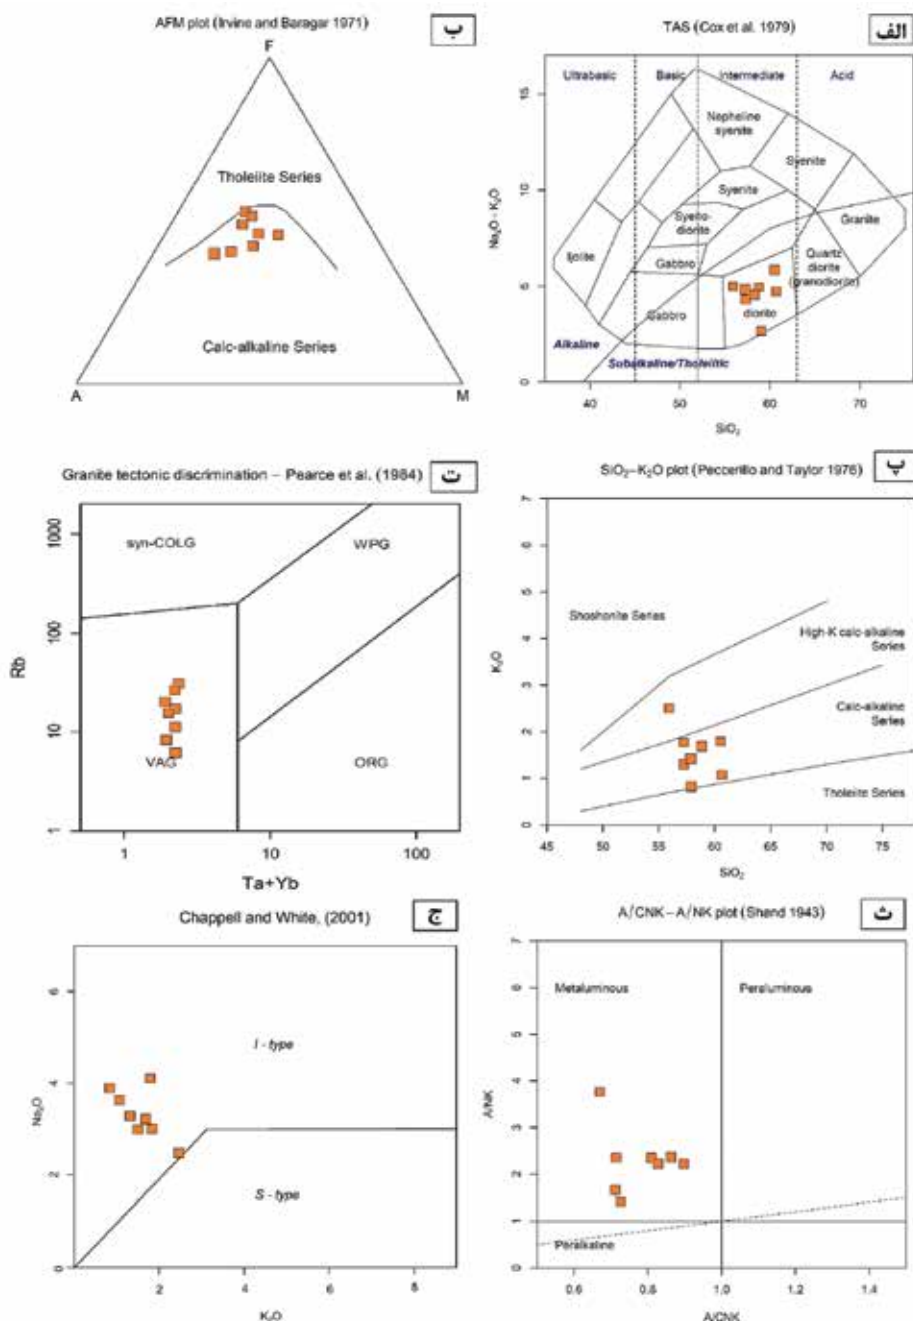 AFM plot (Irvine and Baragar 1971)
ب
F
Tholeiite Series
Calc-alkaline Series
A
M
TAS (Cox et al. 1979)
الف
Ultrabasic
Basic
Intermediate
Acid
Nepheline
syenite
Syenite
Syenite
Syeno-
diorite
Granite
Ijolite
Gabbro
Quartz
diorite
(granodiorite)
Gabbro
diorite
Alkaline
Subalkaline/Tholeiitic
Na2O - K2O
0
5
10
15
40
50
60
70
SiO2
Granite tectonic discrimination – Pearce et al. (1984)
ت
syn-COLG
WPG
VAG
ORG
Rb
1
10
100
1000
1
10
100
Ta+Yb
SiO2–K2O plot (Peccerillo and Taylor 1976)
پ
Shoshonite Series
High-K calc-alkaline
Series
Calc-alkaline
Series
Tholeiite Series
K2O
0
1
2
3
4
5
6
7
45
50
55
60
65
70
75
SiO2
Chappell and White, (2001)
ج
I - type
S - type
Na2O
0
2
4
6
2
4
6
8
K2O
A/CNK–A/NK plot (Shand 1943)
ث
Metaluminous
Peraluminous
Peralkaline
A/NK
0
1
2
3
4
5
6
7
0.6
0.8
1.0
1.2
1.4
A/CNK